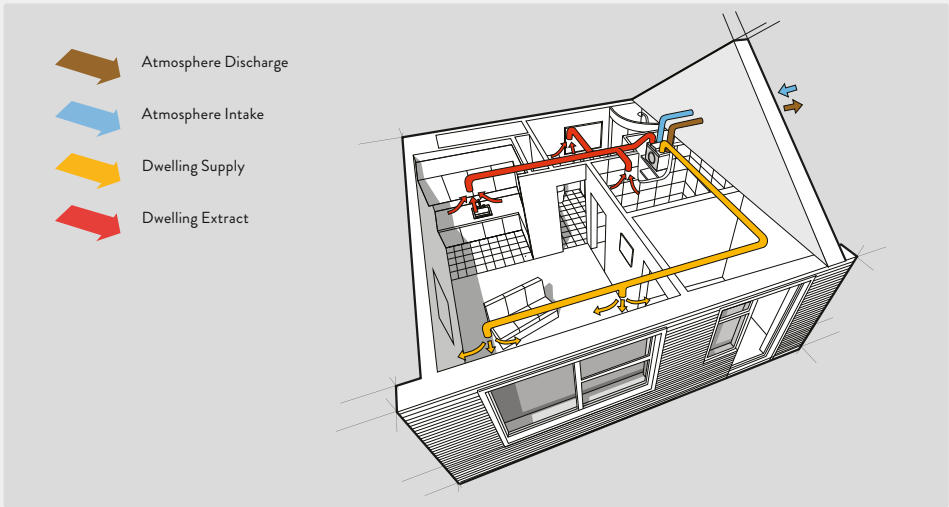 Atmosphere Discharge
Atmosphere Intake
Dwelling Supply
Dwelling Extract